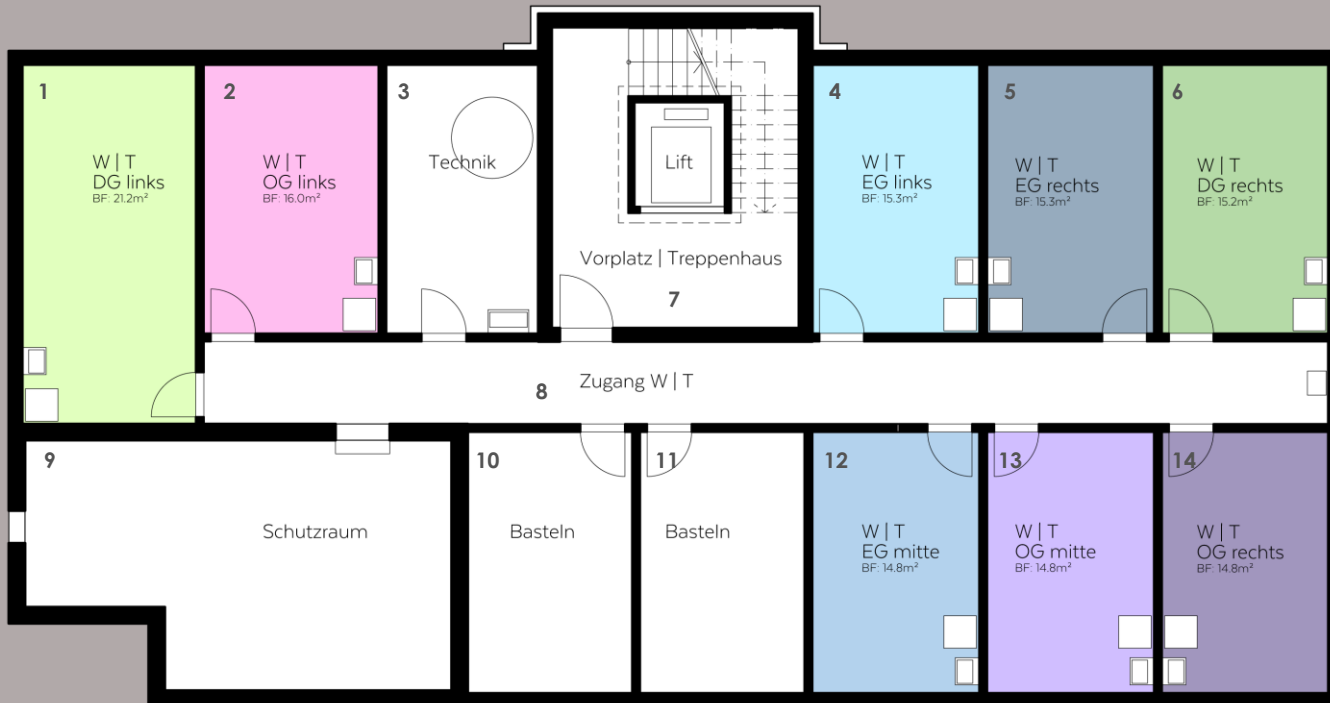 1
W | T
DG links
BF: 21.2m²
2
W | T
OG links
BF: 16.0m²
3
Technik
Lift
Vorplatz | Treppenhaus
7
4
W | T
EG links
BF: 15.3m²
5
W | T
EG rechts
BF: 15.3m²
6
W | T
DG rechts
BF: 15.2m²
8
Zugang W | T
9
Schutzraum
10
Basteln
11
Basteln
12
W | T
EG mitte
BF: 14.8m²
13
W | T
OG mitte
BF: 14.8m²
14
W | T
OG rechts
BF: 14.8m²